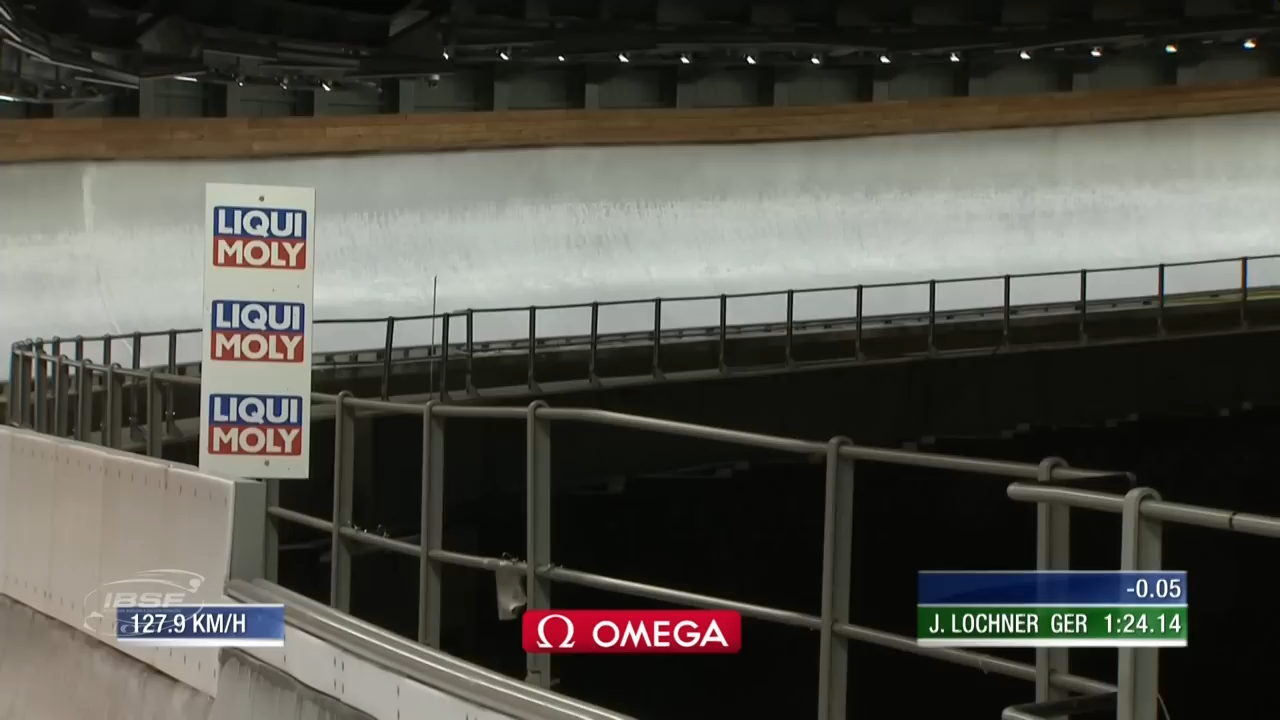 LIQUI
MOLY
LIQUI
MOLY
LIQUI
MOLY
IBSF
127.9 KM/H
Ω OMEGA
-0.05
J. LOCHNER GER 1:24.14